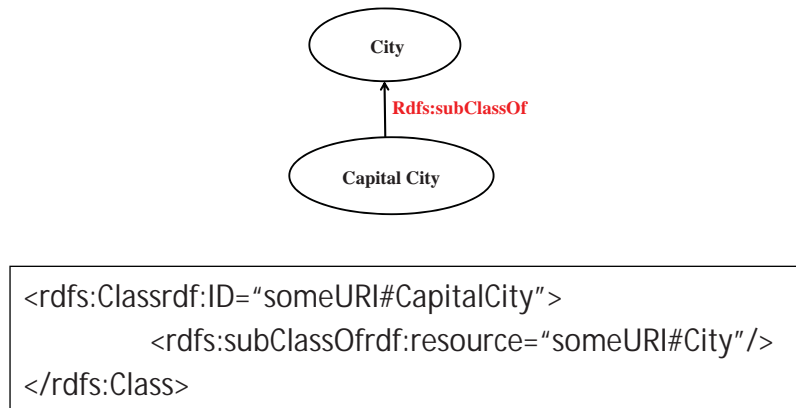 City
Rdfs:subClassOf
Capital City
<rdfs:Classrdf:ID="someURI#CapitalCity">
<rdfs:subClassOfrdf:resource="someURI#City"/>
</rdfs:Class>